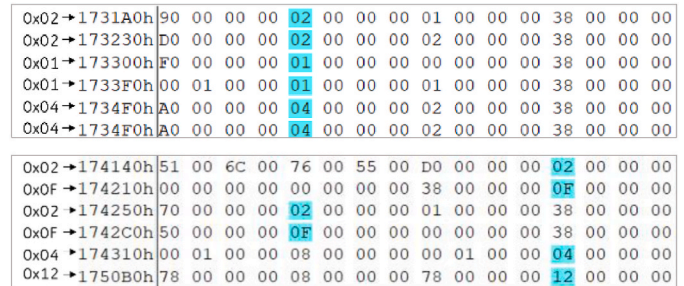 0x02→1731A0h 90 00 00 00 02 00 00 00 01 00 00 00 38 00 00 00
0x02→173230h D0 00 00 00 02 00 00 00 02 00 00 00 38 00 00 00
0x01→173300h F0 00 00 00 01 00 00 00 00 00 00 00 38 00 00 00
0x01→1733F0h 00 01 00 00 01 00 00 00 01 00 00 00 38 00 00 00
0x04→1734F0h A0 00 00 00 04 00 00 00 02 00 00 00 38 00 00 00
0x04→1734F0h A0 00 00 00 04 00 00 00 02 00 00 00 38 00 00 00
0x02→174140h 51 00 6C 00 76 00 55 00 D0 00 00 00 02 00 00 00
0x0F→174210h 00 00 00 00 00 00 00 00 38 00 00 00 0F 00 00 00
0x02→174250h 70 00 00 00 02 00 00 00 01 00 00 00 38 00 00 00
0x0F→1742C0h 50 00 00 00 0F 00 00 00 00 00 00 00 38 00 00 00
0x04→174310h 00 01 00 00 08 00 00 00 00 01 00 00 04 00 00 00
0x12→1750B0h 78 00 00 00 08 00 00 00 78 00 00 00 12 00 00 00